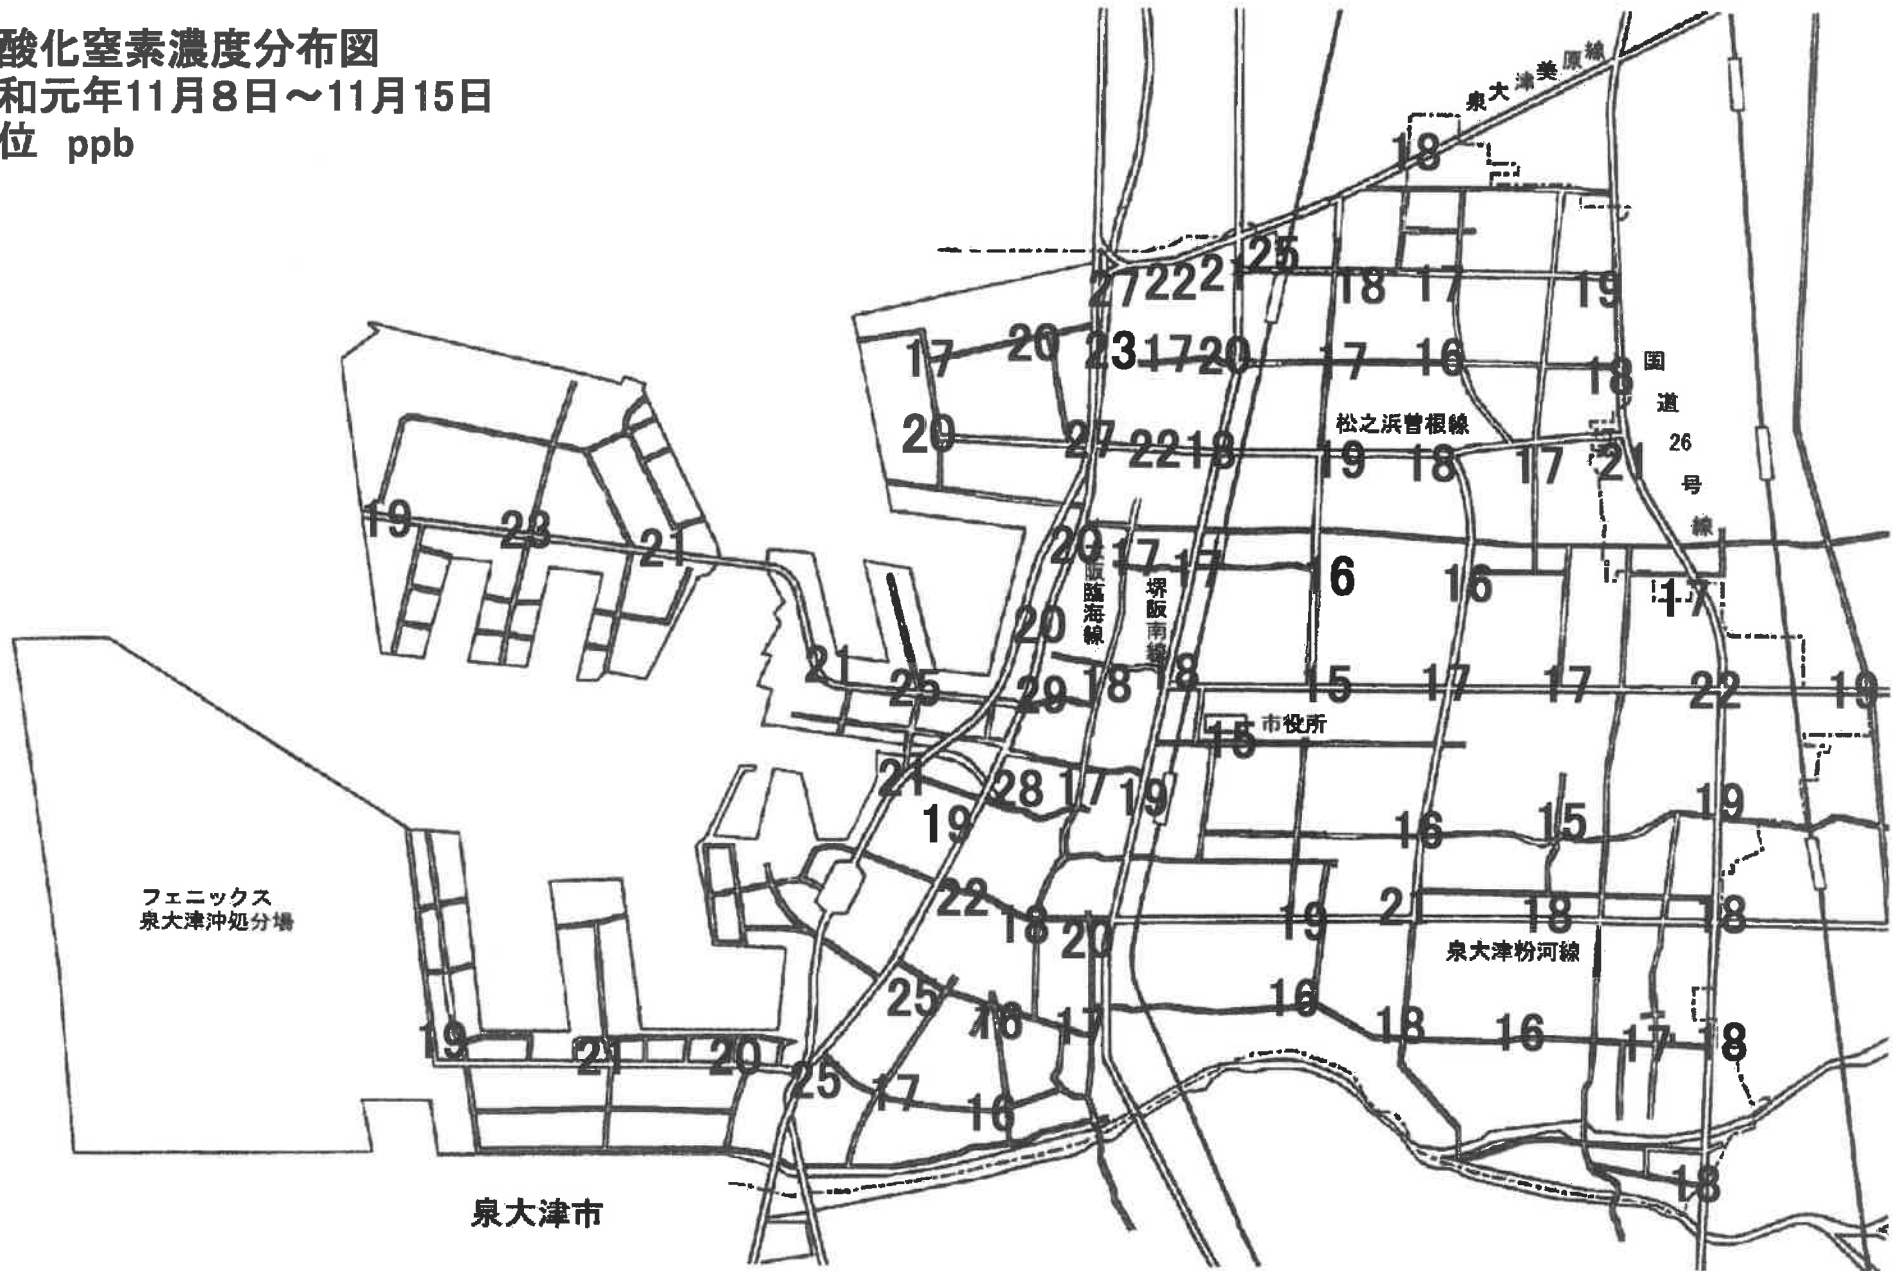 酸化窒素濃度分布図
和元年11月8日～11月15日
位 ppb
泉大津美原線
18
25
27 22 21
18 17 19
17 20 23 17 20 17 16 18
国道26号線
松之浜曽根線
20 27 22 18 19 18 17 21
19 23 21 20 17 17 6 16 17
阪臨海線
堺阪南線
20
21 25 29 18 8 15 17 17 22 19
15 市役所
21 28 17 19 19
19 16 15
フェニックス
泉大津沖処分場
22 18 20 19 21 18 18
泉大津粉河線
25 16 17 16 18 16 17 18
19 21 20 25 17 16
18
泉大津市